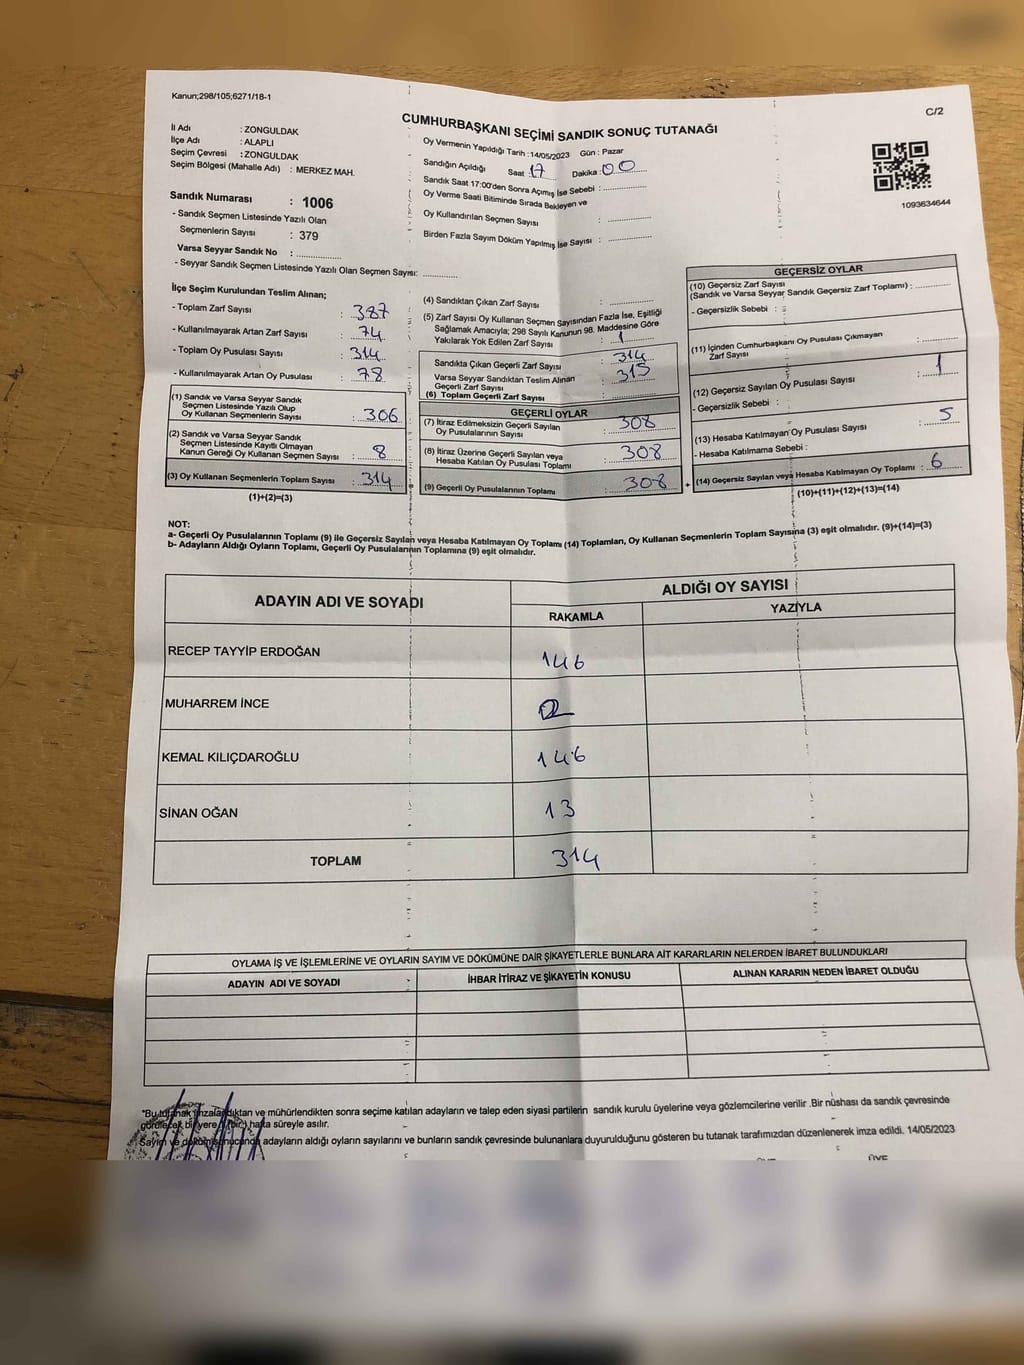 Kanun;298/105;6271/18-1
C/2
CUMHURBAŞKANI SEÇİMİ SANDIK SONUÇ TUTANAĞI
İl Adı : ZONGULDAK
İlçe Adı : ALAPLI
Seçim Çevresi : ZONGULDAK
Seçim Bölgesi (Mahalle Adı) : MERKEZ MAH.
Oy Vermenin Yapıldığı Tarih : 14/05/2023 Gün : Pazar
Sandığın Açıldığı Saat 17 Dakika : 00
Sandık Saat 17:00'den Sonra Açımış İse Sebebi :
Oy Verme Saati Bitiminde Sırada Bekleyen ve
Oy Kullandırılan Seçmen Sayısı :
Birden Fazla Sayım Döküm Yapılmış İse Sayısı :
1093634644
Sandık Numarası : 1006
- Sandık Seçmen Listesinde Yazılı Olan
Seçmenlerin Sayısı : 379
Varsa Seyyar Sandık No :
- Seyyar Sandık Seçmen Listesinde Yazılı Olan Seçmen Sayısı:
İlçe Seçim Kurulundan Teslim Alınan;
- Toplam Zarf Sayısı : 387
- Kullanılmayarak Artan Zarf Sayısı : 74
- Toplam Oy Pusulası Sayısı : 314
- Kullanılmayarak Artan Oy Pusulası : 78
(1) Sandık ve Varsa Seyyar Sandık
Seçmen Listesinde Yazılı Olup
Oy Kullanan Seçmenlerin Sayısı : 306
(2) Sandık ve Varsa Seyyar Sandık
Seçmen Listesinde Kayıtlı Olmayan
Kanun Gereği Oy Kullanan Seçmen Sayısı : 8
(3) Oy Kullanan Seçmenlerin Toplam Sayısı : 314
(1)+(2)=(3)
(4) Sandıktan Çıkan Zarf Sayısı :
(5) Zarf Sayısı Oy Kullanan Seçmen Sayısından Fazla İse, Eşitliği
Sağlamak Amacıyla; 298 Sayılı Kanunun 98. Maddesine Göre
Yakılarak Yok Edilen Zarf Sayısı : 1
Sandıkta Çıkan Geçerli Zarf Sayısı : 314
Varsa Seyyar Sandıktan Teslim Alınan
Geçerli Zarf Sayısı : 315
(6) Toplam Geçerli Zarf Sayısı
GEÇERLİ OYLAR
(7) İtiraz Edilmeksizin Geçerli Sayılan
Oy Pusulalarının Sayısı : 308
(8) İtiraz Üzerine Geçerli Sayılan veya
Hesaba Katılan Oy Pusulası Toplamı : 308
(9) Geçerli Oy Pusulalarının Toplamı : 308
GEÇERSİZ OYLAR
(10) Geçersiz Zarf Sayısı
(Sandık ve Varsa Seyyar Sandık Geçersiz Zarf Toplamı) :
- Geçersizlik Sebebi :
(11) İçinden Cumhurbaşkanı Oy Pusulası Çıkmayan
Zarf Sayısı :
(12) Geçersiz Sayılan Oy Pusulası Sayısı : 1
- Geçersizlik Sebebi :
(13) Hesaba Katılmayan Oy Pusulası Sayısı : 5
- Hesaba Katılmama Sebebi :
+ (14) Geçersiz Sayılan veya Hesaba Katılmayan Oy Toplamı : 6
(10)+(11)+(12)+(13)=(14)
NOT:
a- Geçerli Oy Pusulalarının Toplamı (9) ile Geçersiz Sayılan veya Hesaba Katılmayan Oy Toplamı (14) Toplamları, Oy Kullanan Seçmenlerin Toplam Sayısına (3) eşit olmalıdır. (9)+(14)=(3)
b- Adayların Aldığı Oyların Toplamı, Geçerli Oy Pusulalarının Toplamına (9) eşit olmalıdır.
ADAYIN ADI VE SOYADI
ALDIĞI OY SAYISI
RAKAMLA YAZIYLA
RECEP TAYYİP ERDOĞAN 146
MUHARREM İNCE
KEMAL KILIÇDAROĞLU 146
SİNAN OĞAN 13
TOPLAM 314
OYLAMA İŞ VE İŞLEMLERİNE VE OYLARIN SAYIM VE DÖKÜMÜNE DAİR ŞİKAYETLERLE BUNLARA AİT KARARLARIN NELERDEN İBARET BULUNDUKLARI
ADAYIN ADI VE SOYADI İHBAR İTİRAZ VE ŞİKAYETİN KONUSU ALINAN KARARIN NEDEN İBARET OLDUĞU
*Bu tutanak imzalandıktan ve mühürlendikten sonra seçime katılan adayların ve talep eden siyasi partilerin sandık kurulu üyelerine veya gözlemcilerine verilir .Bir nüshası da sandık çevresinde
görülecek bir yere 1 (bir) hafta süreyle asılır.
Sayım ve döküm sonucunda adayların aldığı oyların sayılarını ve bunların sandık çevresinde bulunanlara duyurulduğunu gösteren bu tutanak tarafımızdan düzenlenerek imza edildi. 14/05/2023